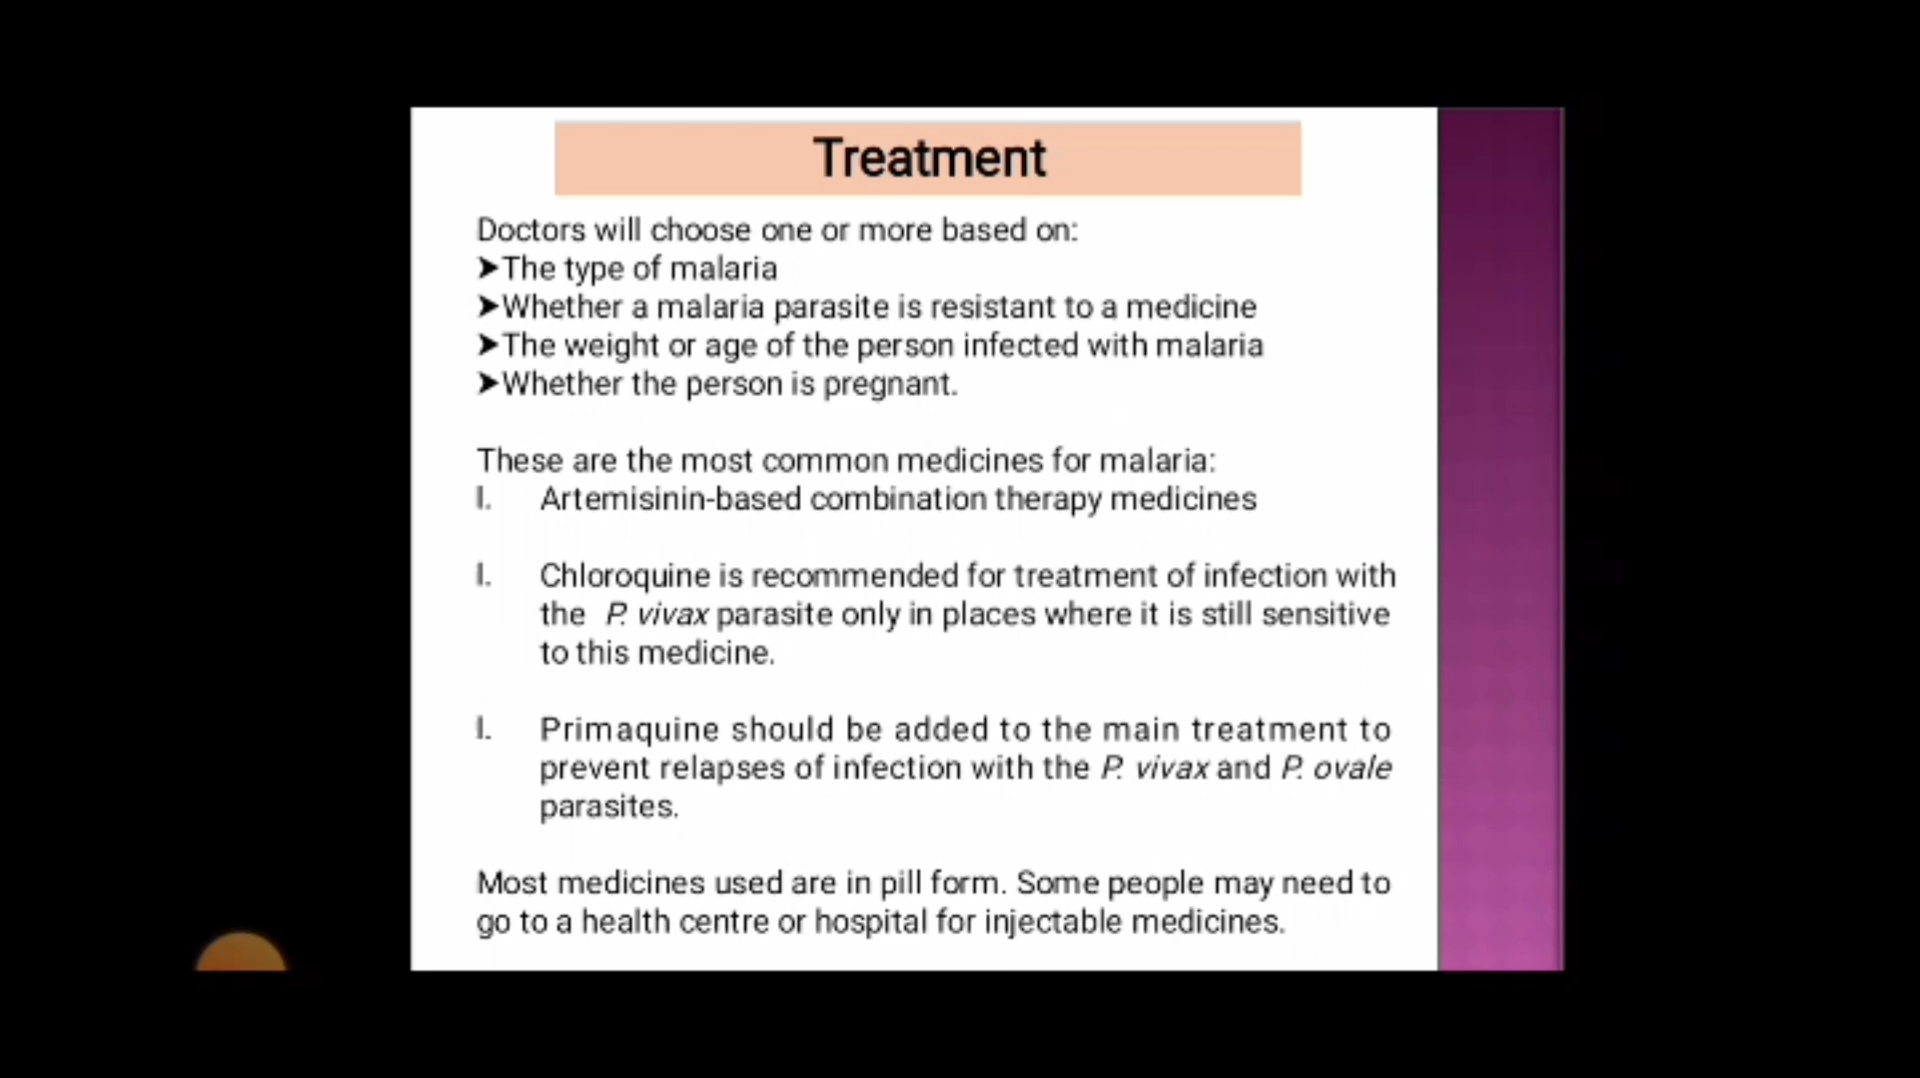 Treatment
Doctors will choose one or more based on:
➤The type of malaria
➤Whether a malaria parasite is resistant to a medicine
➤The weight or age of the person infected with malaria
➤Whether the person is pregnant.
These are the most common medicines for malaria:
I. Artemisinin-based combination therapy medicines
I. Chloroquine is recommended for treatment of infection with
the P. vivax parasite only in places where it is still sensitive
to this medicine.
I. Primaquine should be added to the main treatment to
prevent relapses of infection with the P. vivax and P. ovale
parasites.
Most medicines used are in pill form. Some people may need to
go to a health centre or hospital for injectable medicines.